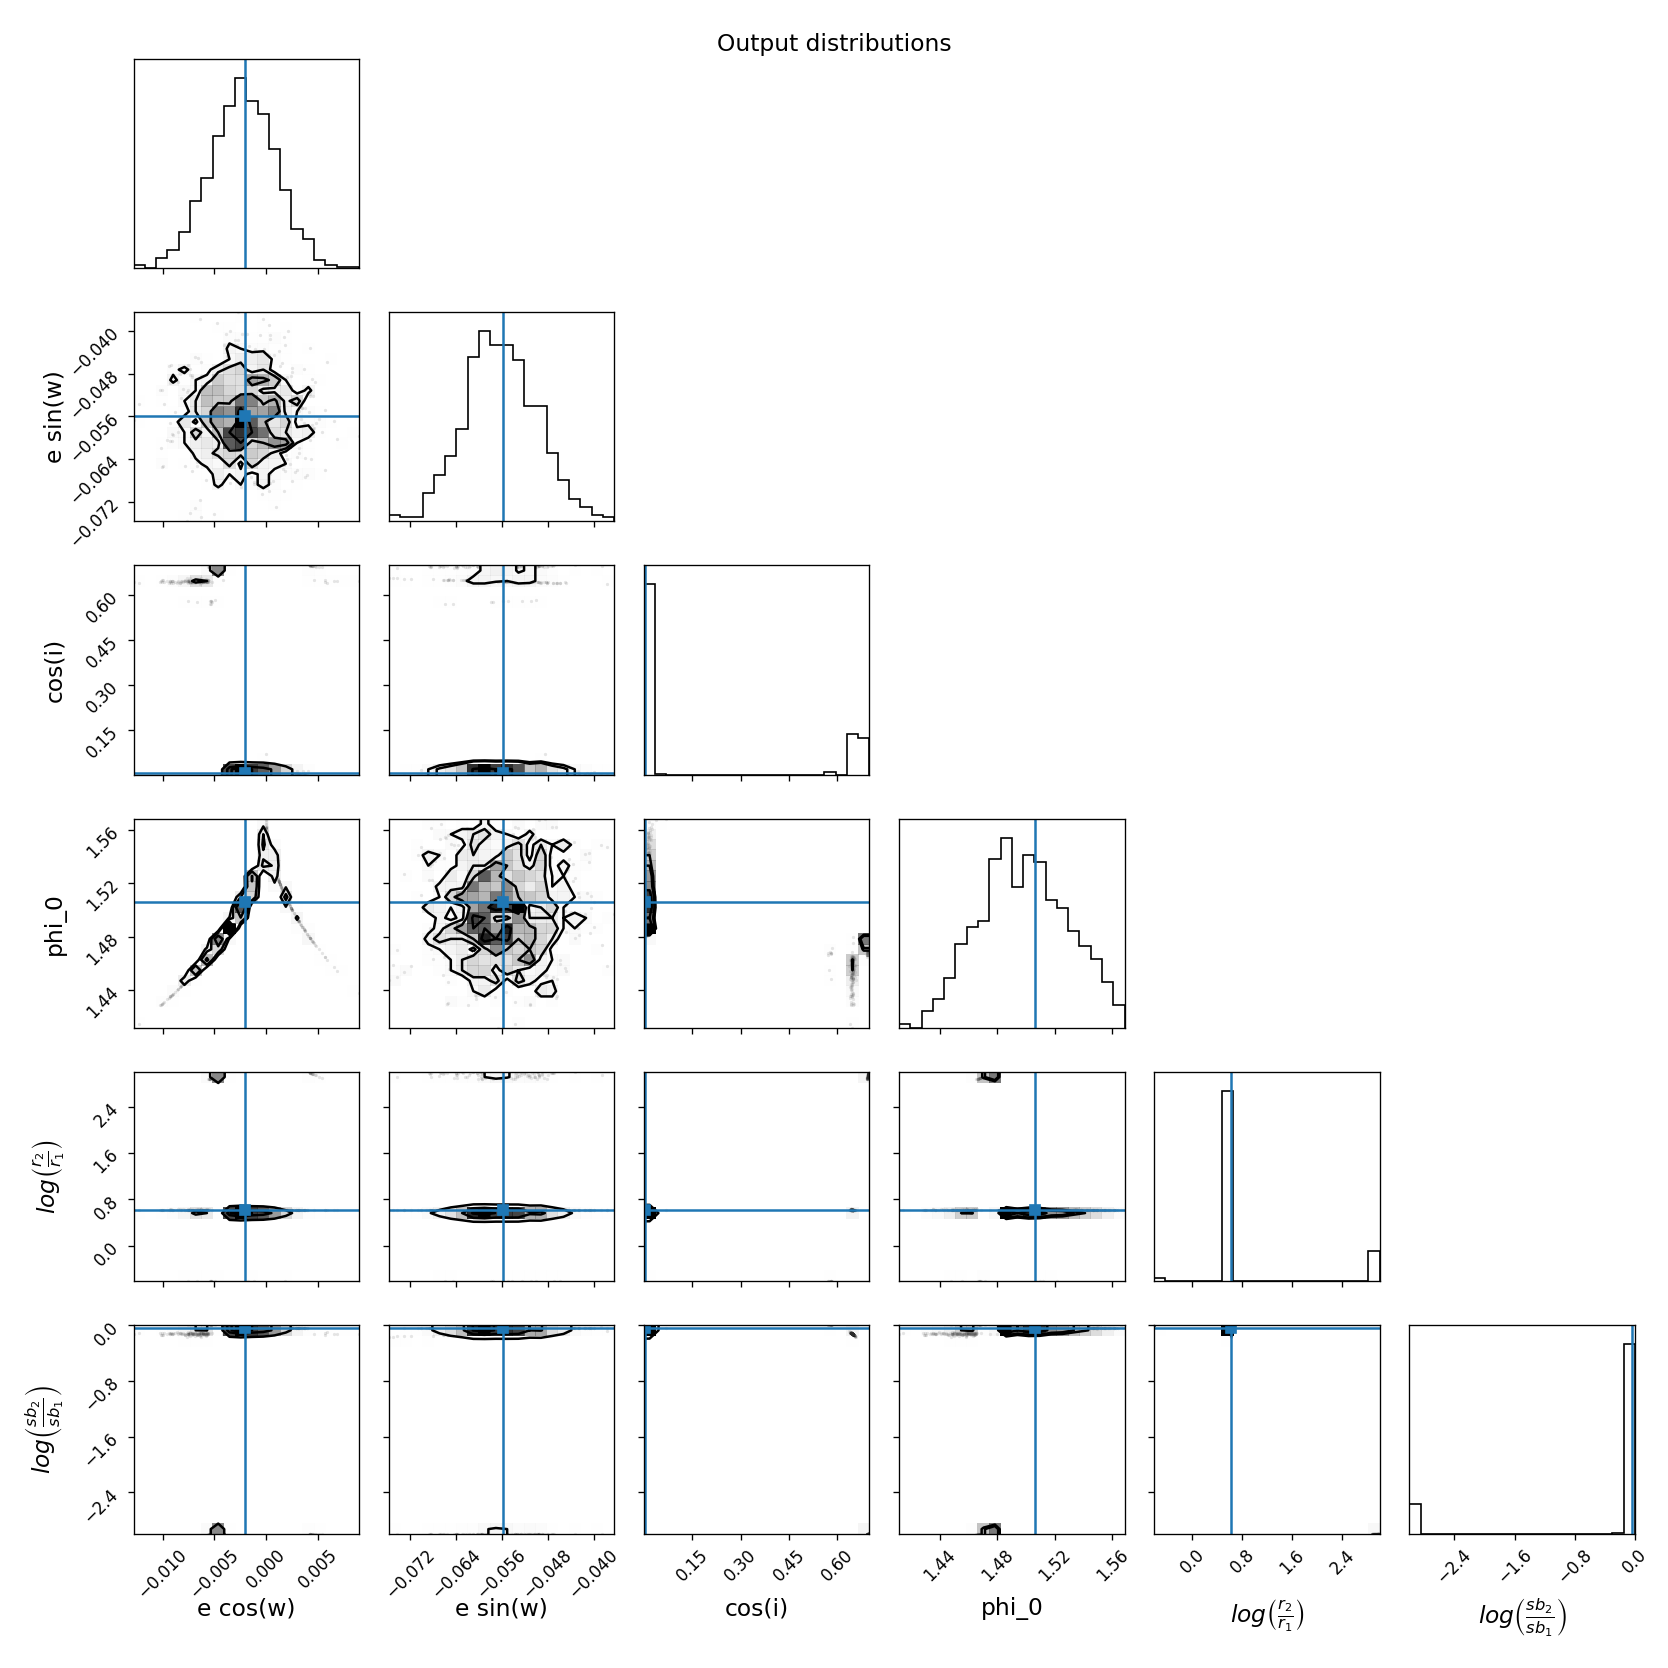 Output distributions
e sin(w)
−0.040
−0.048
−0.056
−0.064
−0.072
cos(i)
0.60
0.45
0.30
0.15
phi_0
1.56
1.52
1.48
1.44
log(r₂/r₁)
2.4
1.6
0.8
0.0
log(sb₂/sb₁)
0.0
−0.8
−1.6
−2.4
−0.010 −0.005 0.000 0.005
−0.072 −0.064 −0.056 −0.048 −0.040
0.15 0.30 0.45 0.60
1.44 1.48 1.52 1.56
0.0 0.8 1.6 2.4
−2.4 −1.6 −0.8 0.0
e cos(w)
e sin(w)
cos(i)
phi_0
log(r₂/r₁)
log(sb₂/sb₁)